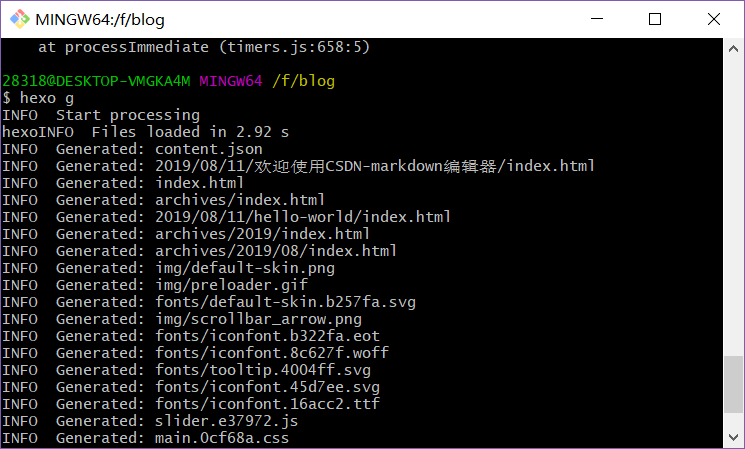 MINGW64:/f/blog
at processImmediate (timers.js:658:5)
28318@DESKTOP-VMGKA4M MINGW64 /f/blog
$ hexo g
INFO  Start processing
hexoINFO  Files loaded in 2.92 s
INFO  Generated: content.json
INFO  Generated: 2019/08/11/欢迎使用CSDN-markdown编辑器/index.html
INFO  Generated: index.html
INFO  Generated: archives/index.html
INFO  Generated: 2019/08/11/hello-world/index.html
INFO  Generated: archives/2019/index.html
INFO  Generated: archives/2019/08/index.html
INFO  Generated: img/default-skin.png
INFO  Generated: img/preloader.gif
INFO  Generated: fonts/default-skin.b257fa.svg
INFO  Generated: img/scrollbar_arrow.png
INFO  Generated: fonts/iconfont.b322fa.eot
INFO  Generated: fonts/iconfont.8c627f.woff
INFO  Generated: fonts/tooltip.4004ff.svg
INFO  Generated: fonts/iconfont.45d7ee.svg
INFO  Generated: fonts/iconfont.16acc2.ttf
INFO  Generated: slider.e37972.js
INFO  Generated: main.0cf68a.css